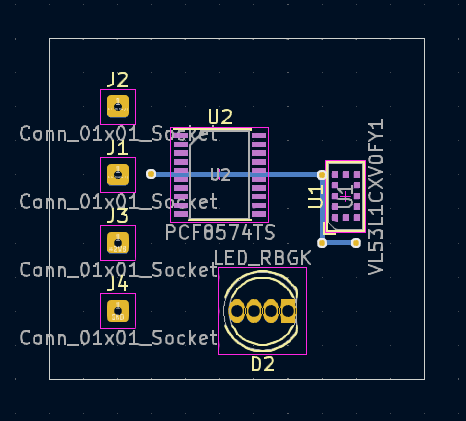 J2
Conn_01x01_Socket
U2
J1
U2
Conn_01x01_Socket
U1
U1
VL53L1CXV0FY1
PCF8574TS
J3
Conn_01x01_Socket
LED_RBGK
J4
Conn_01x01_Socket
D2